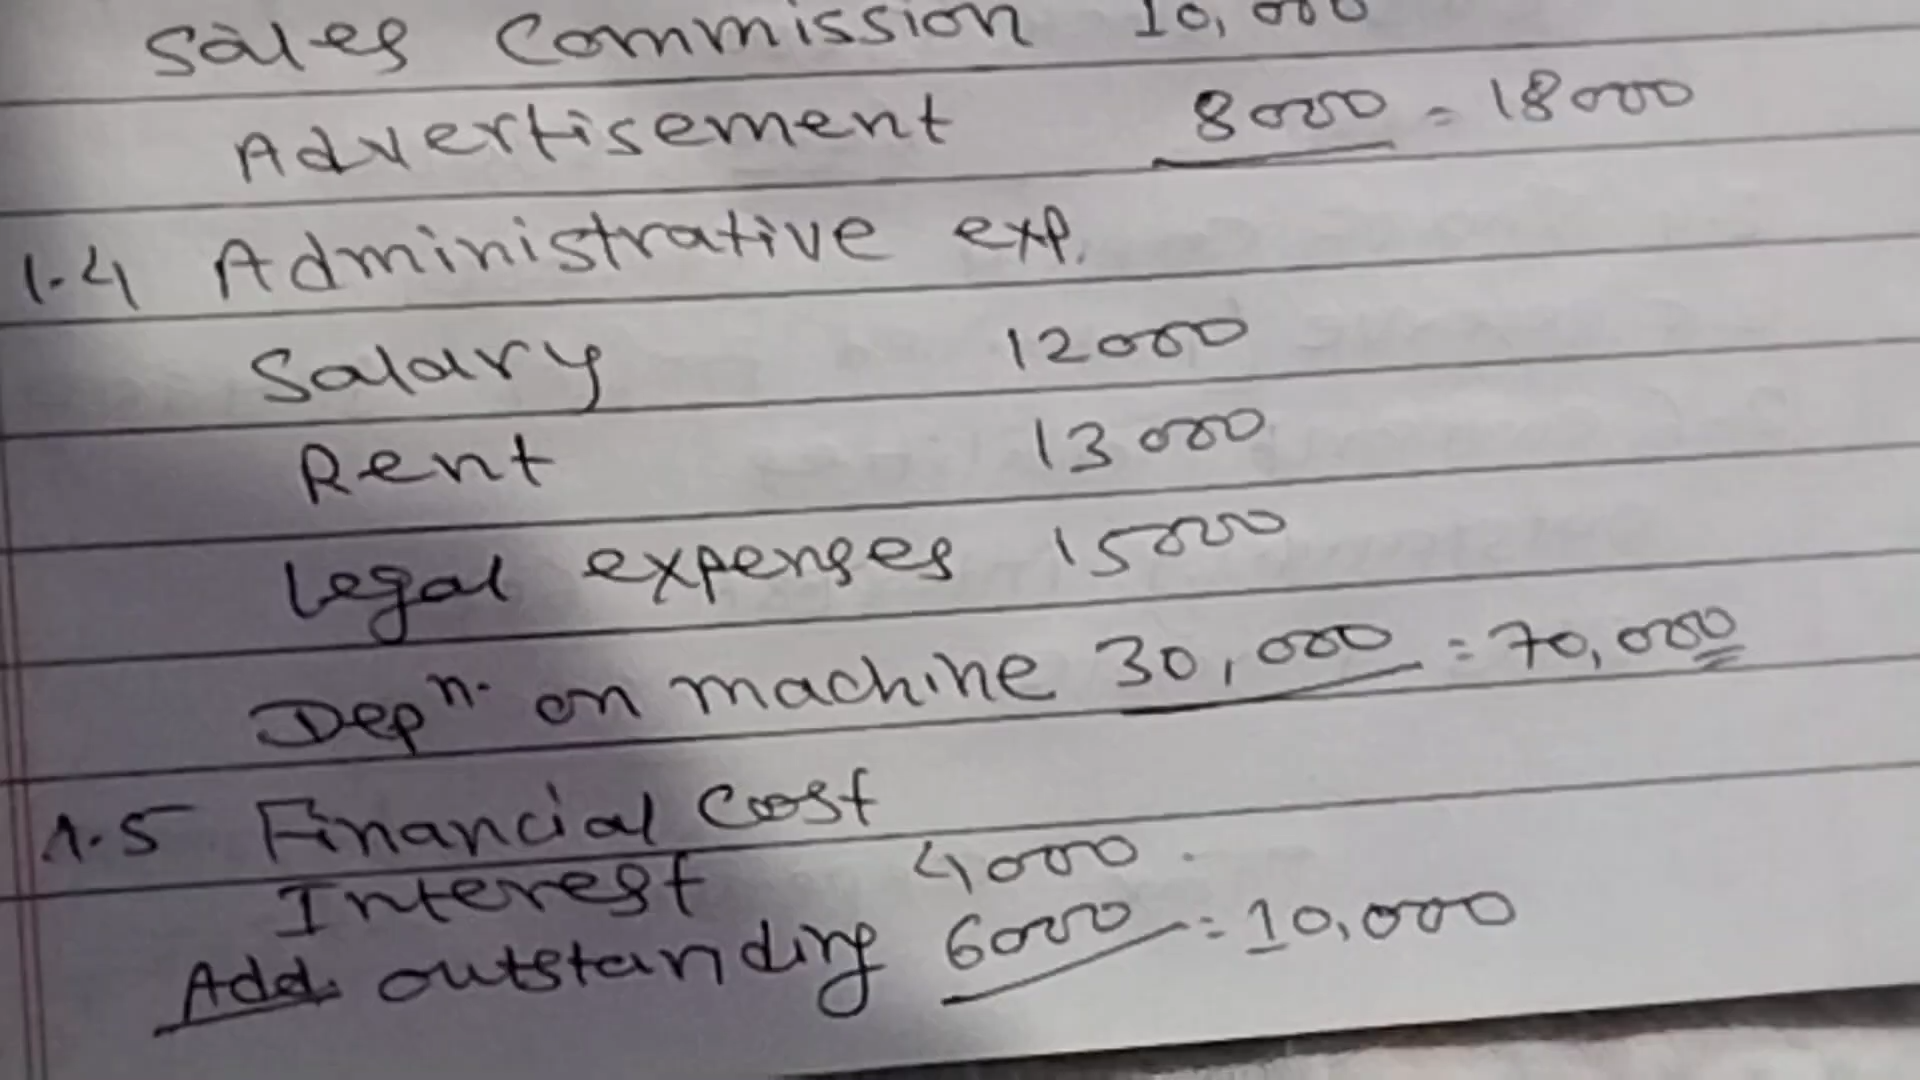 Sales Commission 10,000
Advertisement 8000 = 18000
1.4 Administrative exp.
Salary 12000
Rent 13000
Legal expenses 15000
Depn. on machine 30,000 = 70,000
1.5 Financial Cost
Interest 4000
Add. outstanding 6000 = 10,000